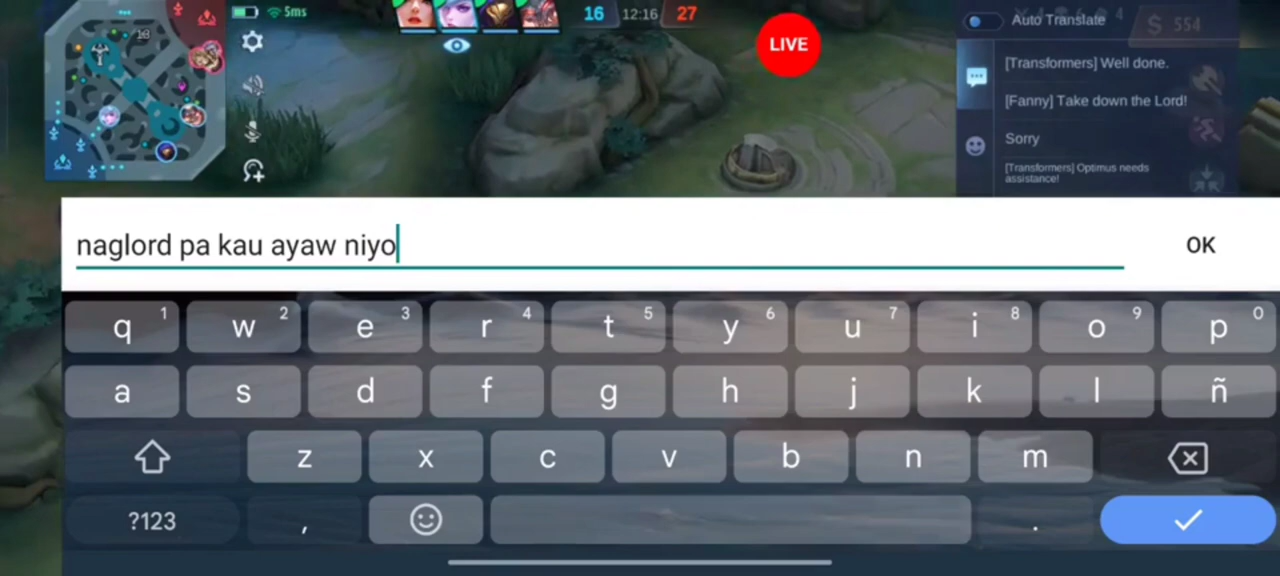 5ms
16 12:16 27
LIVE
Auto Translate
$ 554
[Transformers] Well done.
[Fanny] Take down the Lord!
Sorry
[Transformers] Optimus needs
assistance!
naglord pa kau ayaw niyo
OK
q 1 w 2 e 3 r 4 t 5 y 6 u 7 i 8 o 9 p 0
a s d f g h j k l ñ
z x c v b n m
?123 , .